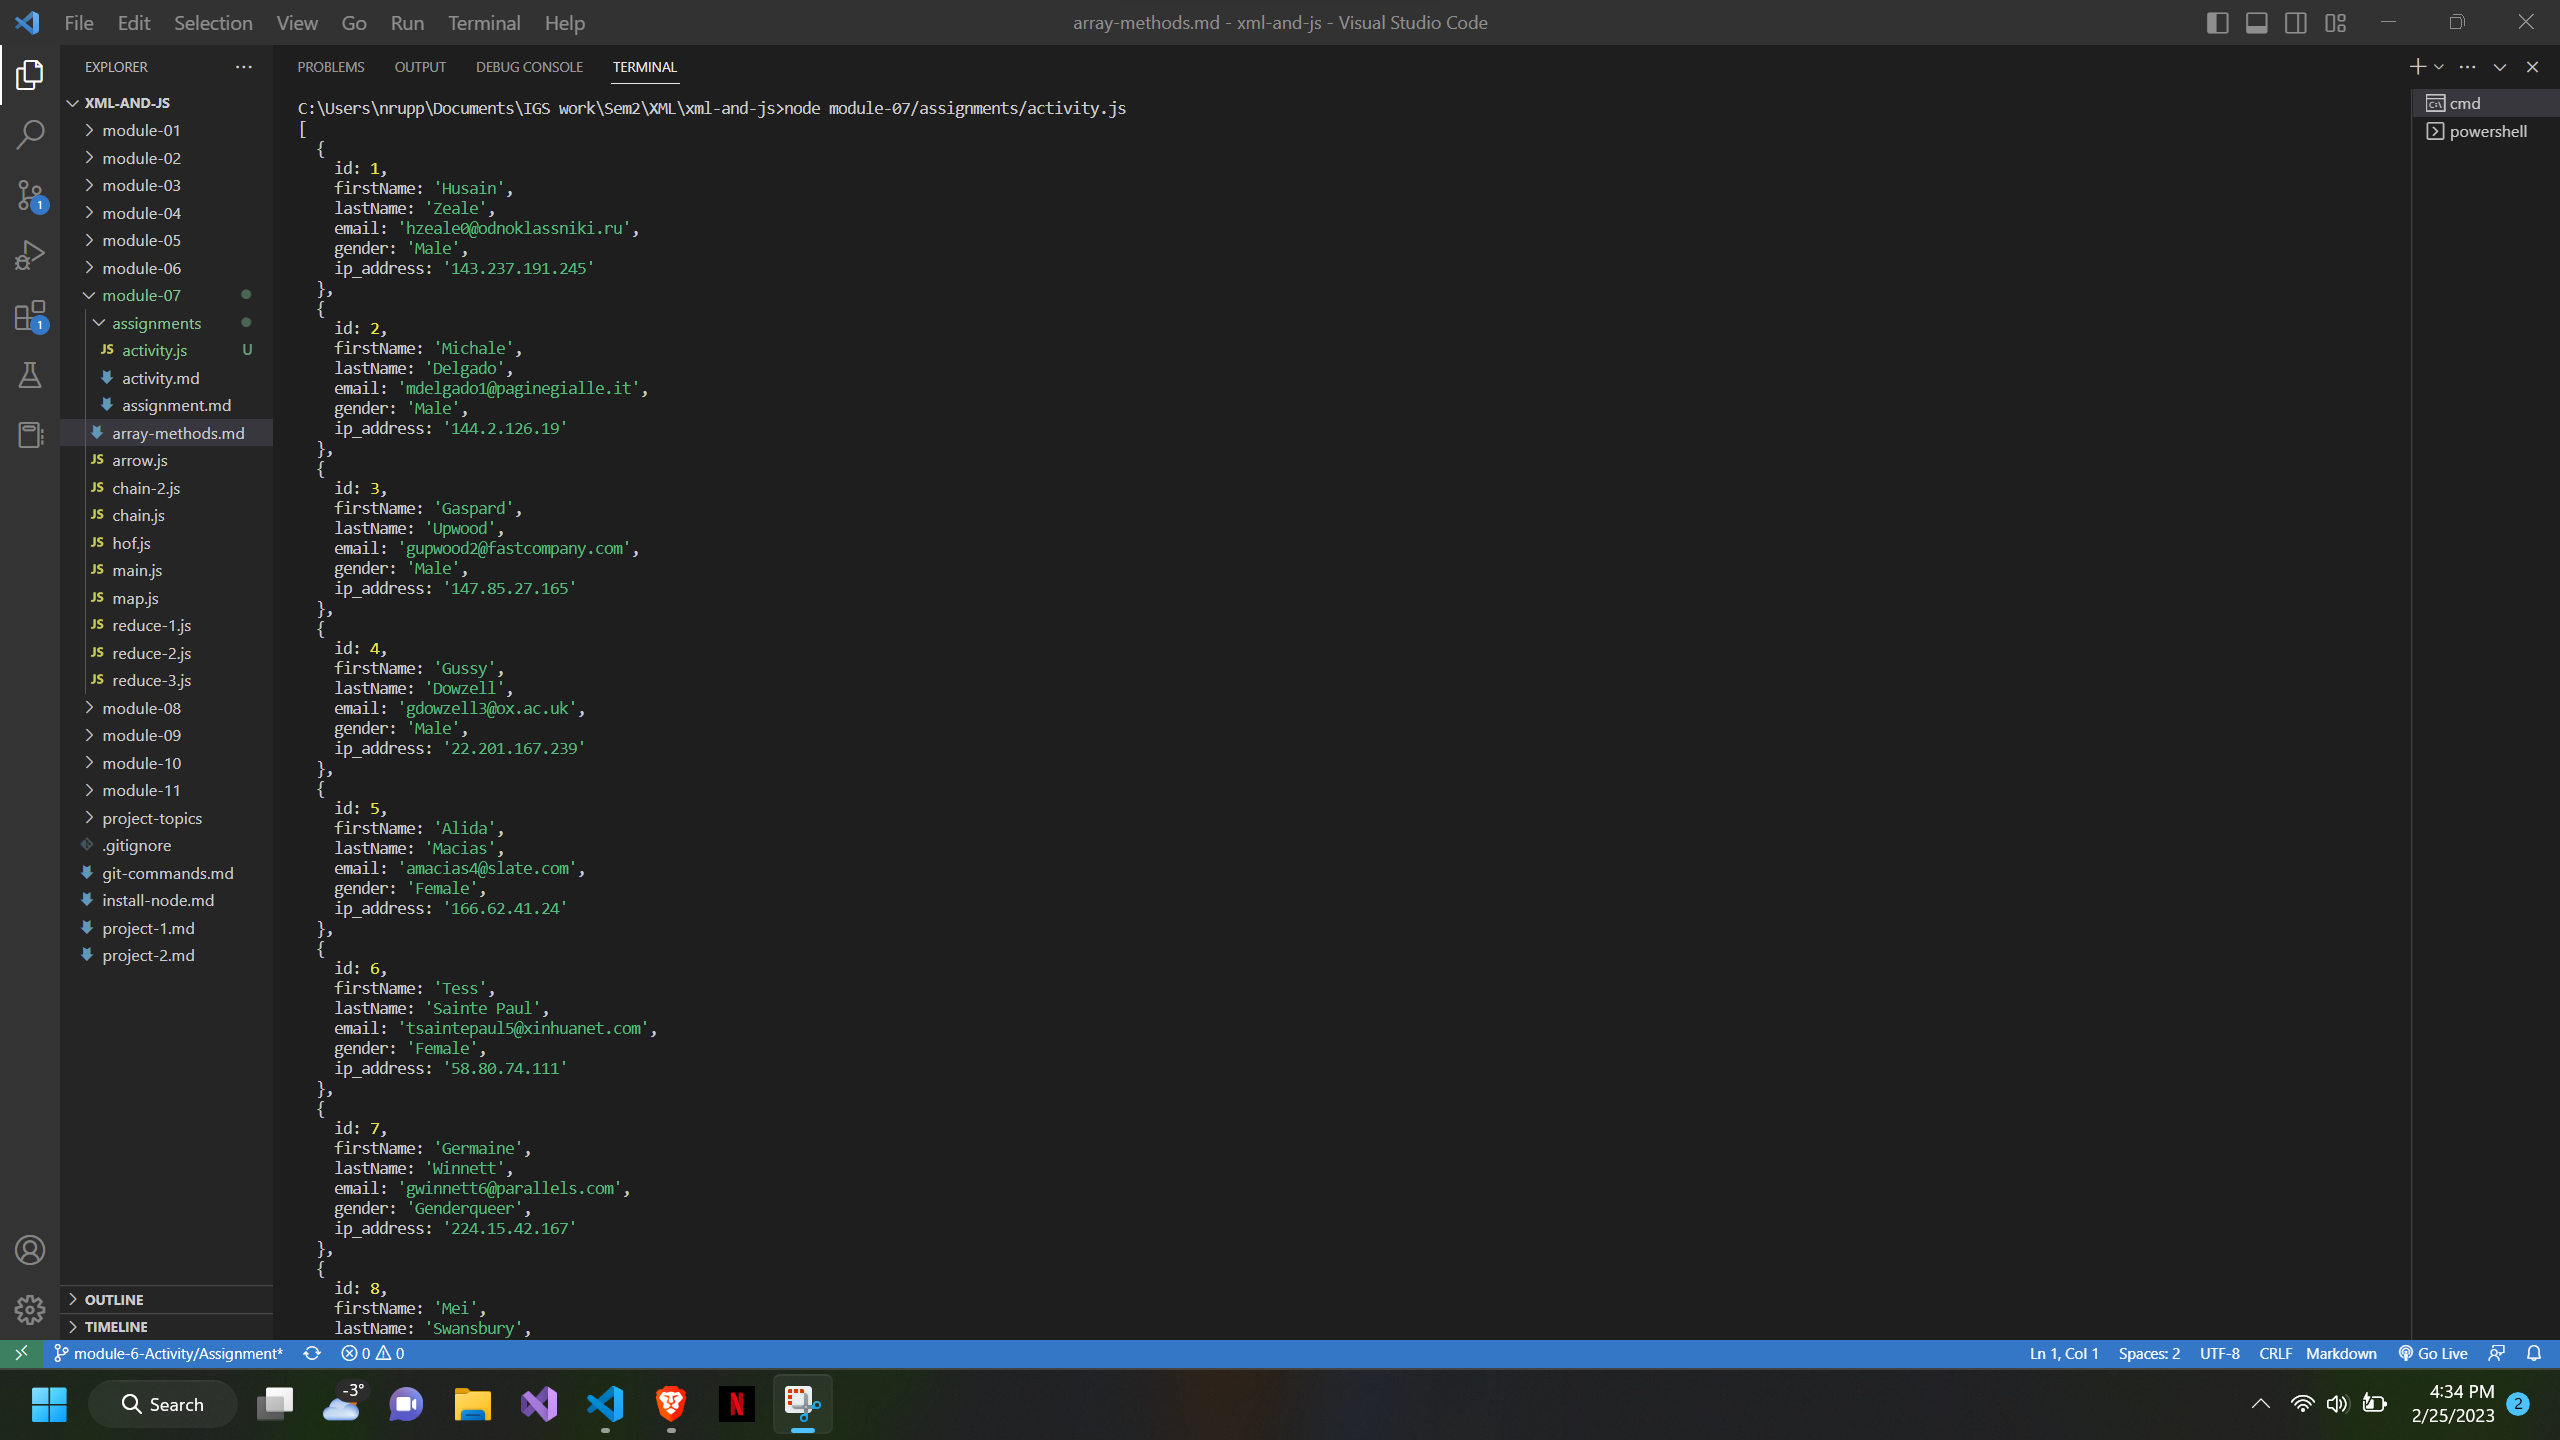 File Edit Selection View Go Run Terminal Help
array-methods.md - xml-and-js - Visual Studio Code
EXPLORER
XML-AND-JS
module-01
module-02
module-03
module-04
module-05
module-06
module-07
assignments
JS activity.js U
activity.md
assignment.md
array-methods.md
JS arrow.js
JS chain-2.js
JS chain.js
JS hof.js
JS main.js
JS map.js
JS reduce-1.js
JS reduce-2.js
JS reduce-3.js
module-08
module-09
module-10
module-11
project-topics
.gitignore
git-commands.md
install-node.md
project-1.md
project-2.md
OUTLINE
TIMELINE
1
1
PROBLEMS OUTPUT DEBUG CONSOLE TERMINAL
C:\Users\nrupp\Documents\IGS work\Sem2\XML\xml-and-js>node module-07/assignments/activity.js
[
{
id: 1,
firstName: 'Husain',
lastName: 'Zeale',
email: 'hzeale0@odnoklassniki.ru',
gender: 'Male',
ip_address: '143.237.191.245'
},
{
id: 2,
firstName: 'Michale',
lastName: 'Delgado',
email: 'mdelgado1@paginegialle.it',
gender: 'Male',
ip_address: '144.2.126.19'
},
{
id: 3,
firstName: 'Gaspard',
lastName: 'Upwood',
email: 'gupwood2@fastcompany.com',
gender: 'Male',
ip_address: '147.85.27.165'
},
{
id: 4,
firstName: 'Gussy',
lastName: 'Dowzell',
email: 'gdowzell3@ox.ac.uk',
gender: 'Male',
ip_address: '22.201.167.239'
},
{
id: 5,
firstName: 'Alida',
lastName: 'Macias',
email: 'amacias4@slate.com',
gender: 'Female',
ip_address: '166.62.41.24'
},
{
id: 6,
firstName: 'Tess',
lastName: 'Sainte Paul',
email: 'tsaintepaul5@xinhuanet.com',
gender: 'Female',
ip_address: '58.80.74.111'
},
{
id: 7,
firstName: 'Germaine',
lastName: 'Winnett',
email: 'gwinnett6@parallels.com',
gender: 'Genderqueer',
ip_address: '224.15.42.167'
},
{
id: 8,
firstName: 'Mei',
lastName: 'Swansbury',
cmd
powershell
module-6-Activity/Assignment* 0 0
Ln 1, Col 1 Spaces: 2 UTF-8 CRLF Markdown Go Live
Search
-3°
N
4:34 PM
2/25/2023
2